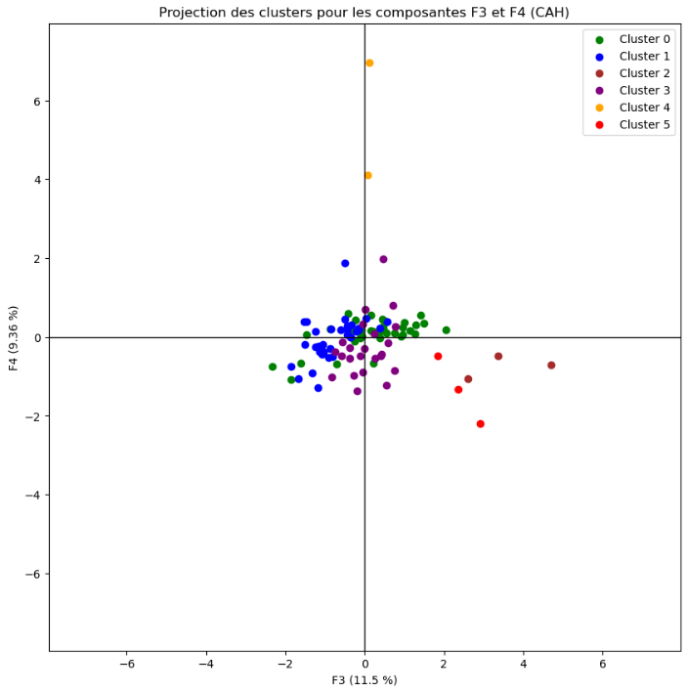 Projection des clusters pour les composantes F3 et F4 (CAH)
Cluster 0
Cluster 1
Cluster 2
Cluster 3
Cluster 4
Cluster 5
6
4
2
0
−2
−4
−6
F4 (9.36 %)
−6
−4
−2
0
2
4
6
F3 (11.5 %)